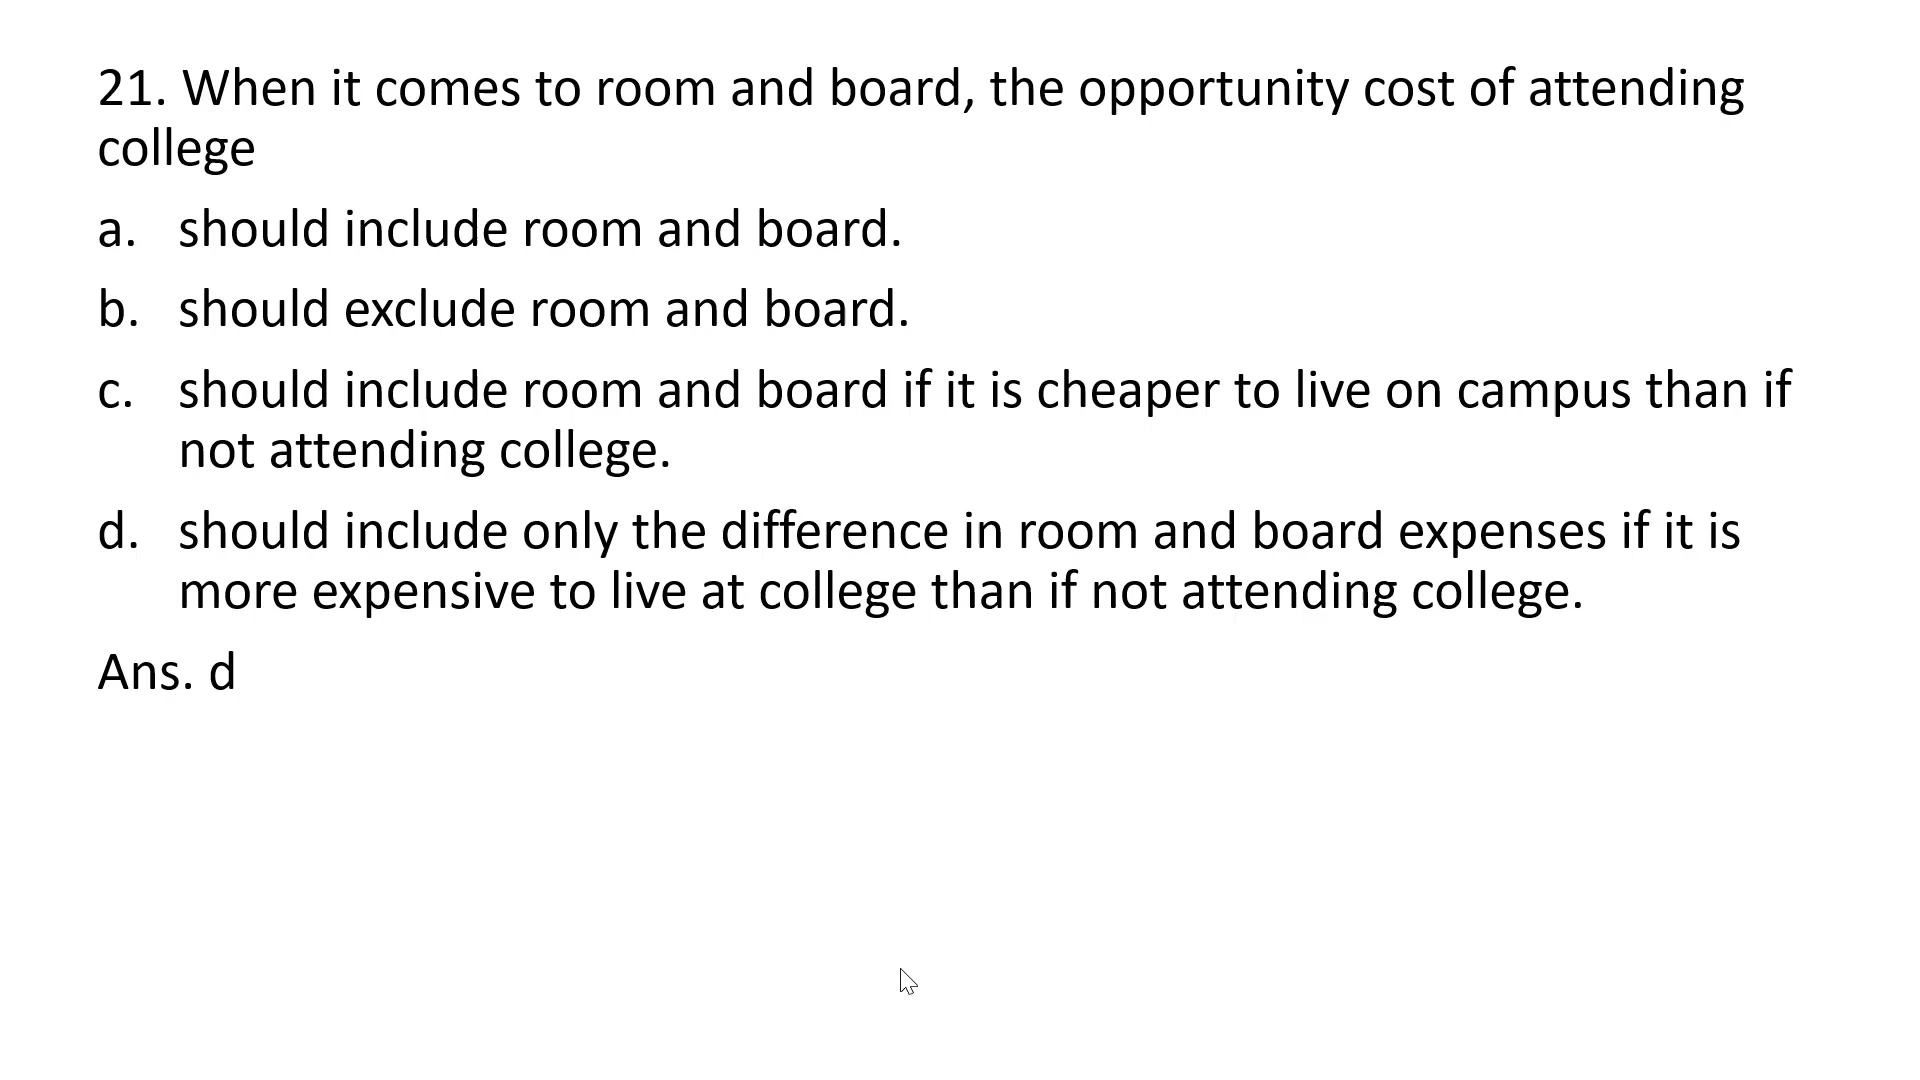 21. When it comes to room and board, the opportunity cost of attending
college
a. should include room and board.
b. should exclude room and board.
c. should include room and board if it is cheaper to live on campus than if
not attending college.
d. should include only the difference in room and board expenses if it is
more expensive to live at college than if not attending college.
Ans. d